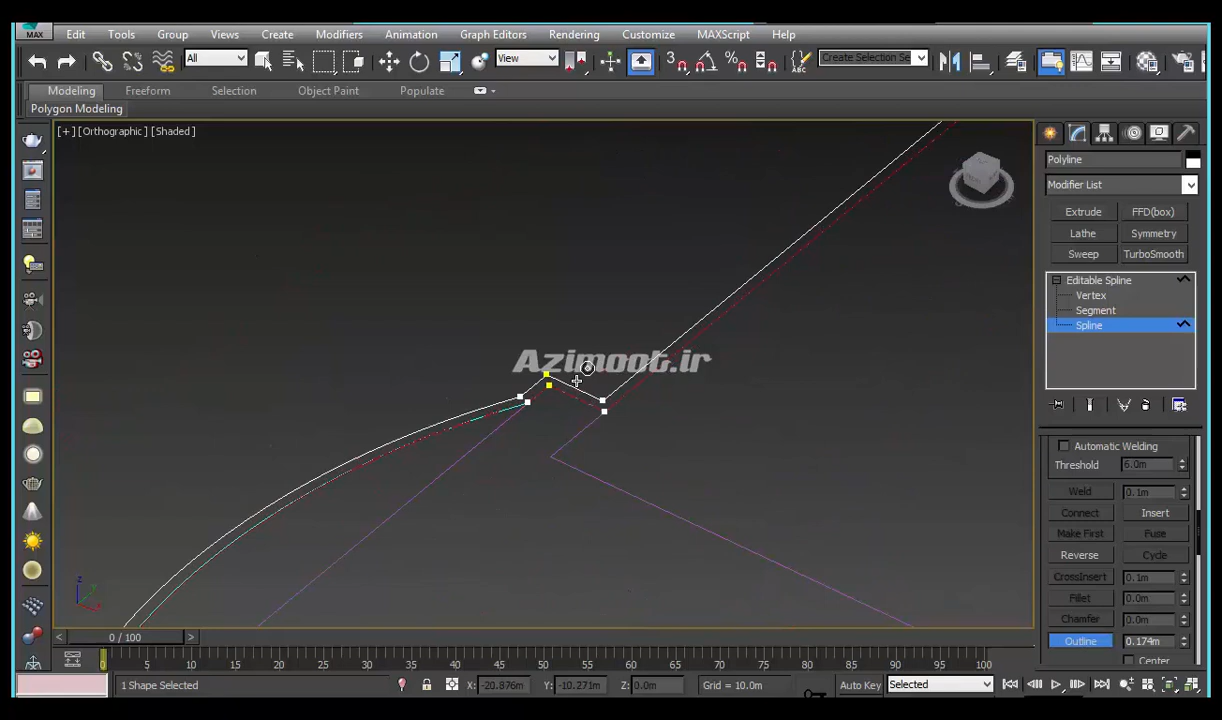 MAX Edit Tools Group Views Create Modifiers Animation Graph Editors Rendering Customize MAXScript Help
All View 3 Create Selection Se
Modeling Freeform Selection Object Paint Populate
Polygon Modeling
[+] [Orthographic] [Shaded]
Polyline
Modifier List
Extrude FFD(box)
Lathe Symmetry
Sweep TurboSmooth
Editable Spline
Vertex
Segment
Spline
Azimoot.ir
Automatic Welding
Threshold 6.0m
Weld 0.1m
Connect Insert
Make First Fuse
Reverse Cycle
CrossInsert 0.1m
Fillet 0.0m
Chamfer 0.0m
Outline 0.174m
Center
< 0 / 100 >
0 5 10 15 20 25 30 35 40 45 50 55 60 65 70 75 80 85 90 95 100
1 Shape Selected X: -20.876m Y: -10.271m Z: 0.0m Grid = 10.0m Auto Key Selected